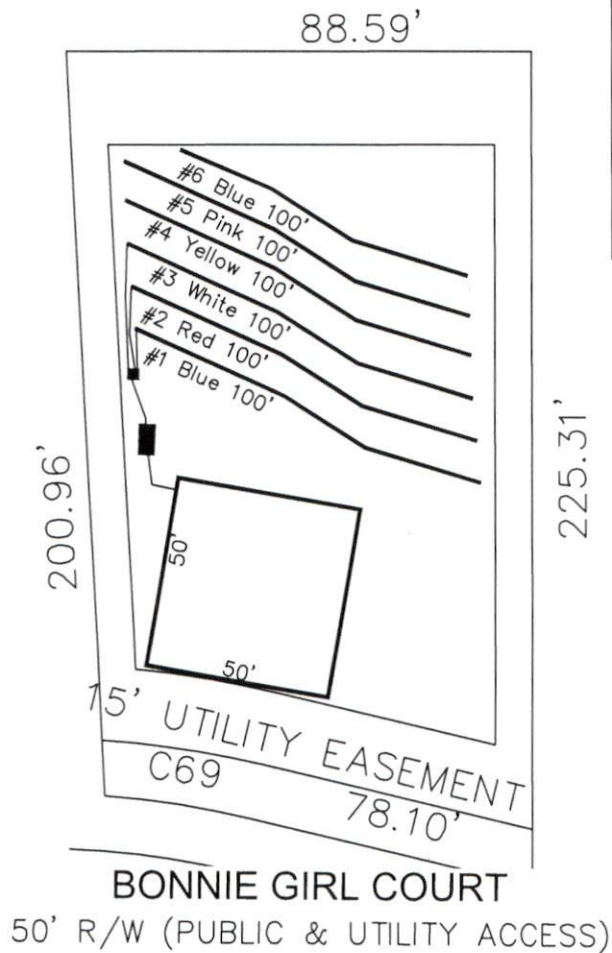 88.59'
#6 Blue 100'
#5 Pink 100'
#4 Yellow 100'
#3 White 100'
#2 Red 100'
#1 Blue 100'
200.96'
225.31'
50'
50'
15' UTILITY EASEMENT
C69
78.10'
BONNIE GIRL COURT
50' R/W (PUBLIC & UTILITY ACCESS)